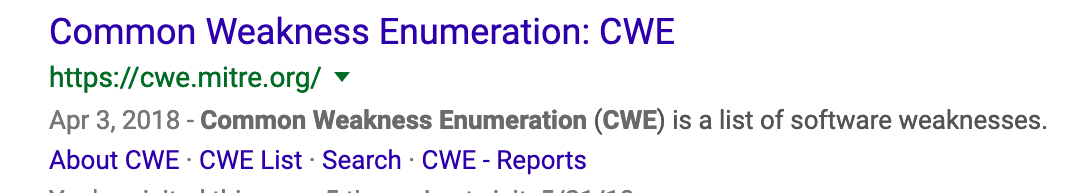 Common Weakness Enumeration: CWE
https://cwe.mitre.org/
Apr 3, 2018 - Common Weakness Enumeration (CWE) is a list of software weaknesses.
About CWE · CWE List · Search · CWE - Reports